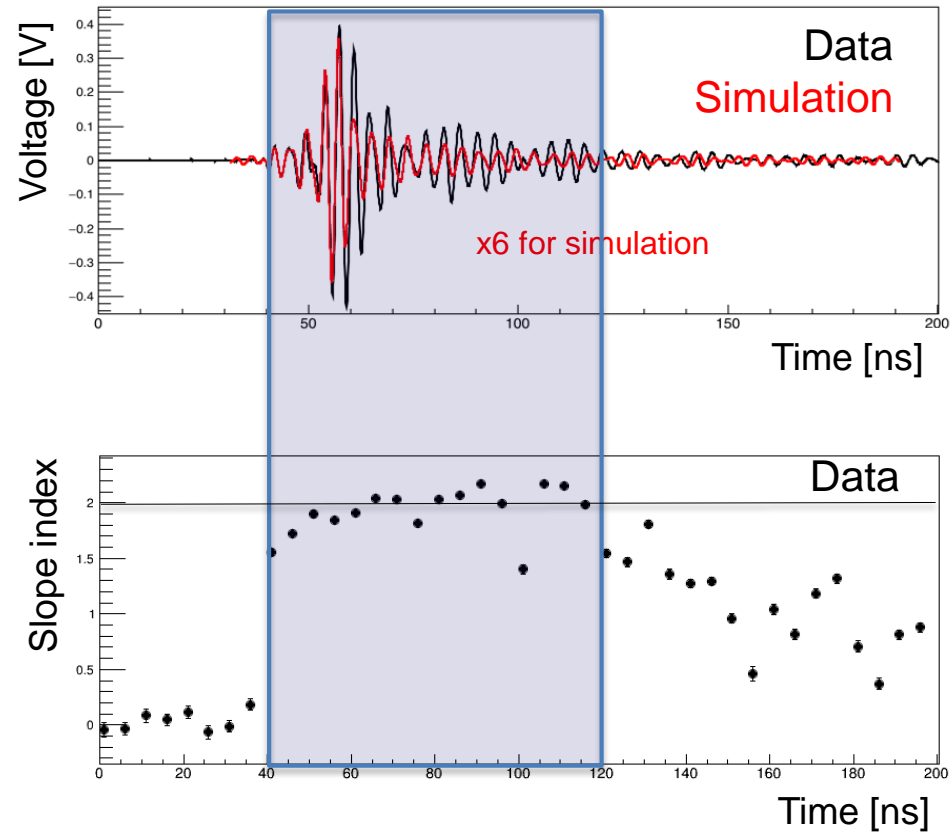 Voltage [V]
0.4
0.3
0.2
0.1
0
−0.1
−0.2
−0.3
−0.4
Data
Simulation
x6 for simulation
0 50 100 150 200
Time [ns]
Slope index
2
1.5
1
0.5
0
Data
0 20 40 60 80 100 120 140 160 180 200
Time [ns]